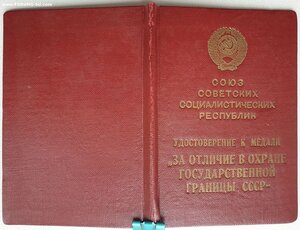 СОЮЗ
СОВЕТСКИХ
СОЦИАЛИСТИЧЕСКИХ
РЕСПУБЛИК
УДОСТОВЕРЕНИЕ К МЕДАЛИ
„ЗА ОТЛИЧИЕ В ОХРАНЕ
ГОСУДАРСТВЕННОЙ
ГРАНИЦЫ СССР“